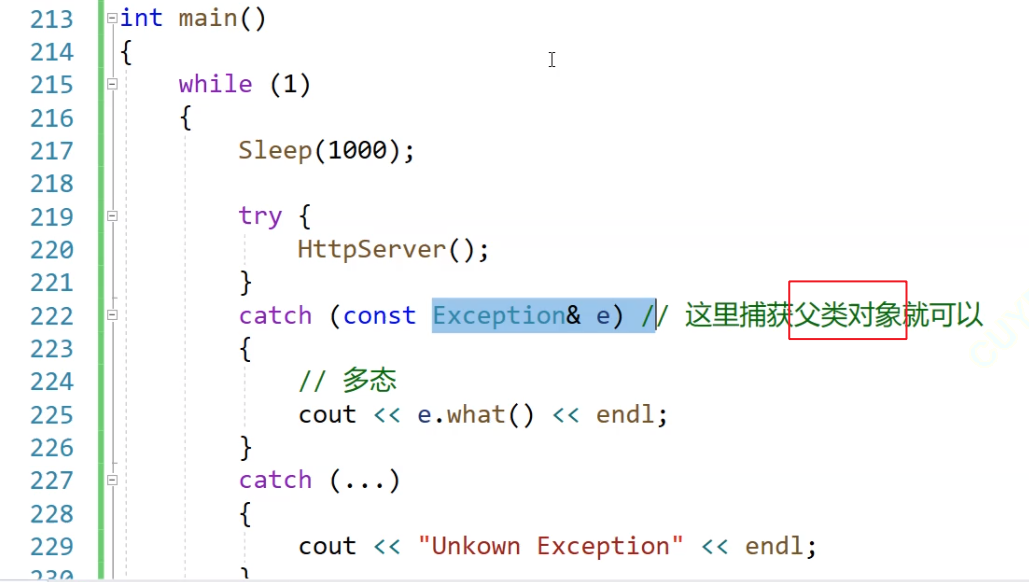 213 int main()
214 {
215 while (1)
216 {
217 Sleep(1000);
218
219 try {
220 HttpServer();
221 }
222 catch (const Exception& e) // 这里捕获父类对象就可以
223 {
224 // 多态
225 cout << e.what() << endl;
226 }
227 catch (...)
228 {
229 cout << "Unkown Exception" << endl;
230 }